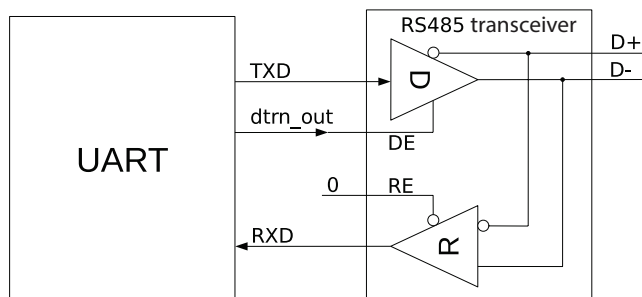 RS485 transceiver
D+
D-
TXD
D
dtrn_out
DE
UART
0
RE
RXD
R